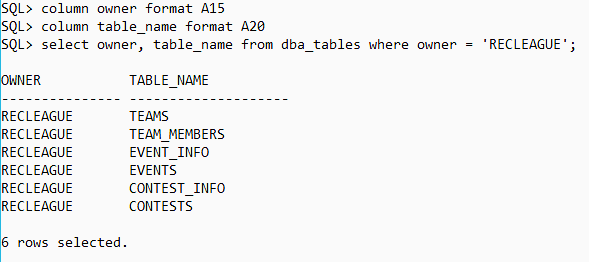 SQL> column owner format A15
SQL> column table_name format A20
SQL> select owner, table_name from dba_tables where owner = 'RECLEAGUE';

OWNER           TABLE_NAME
--------------- --------------------
RECLEAGUE       TEAMS
RECLEAGUE       TEAM_MEMBERS
RECLEAGUE       EVENT_INFO
RECLEAGUE       EVENTS
RECLEAGUE       CONTEST_INFO
RECLEAGUE       CONTESTS

6 rows selected.